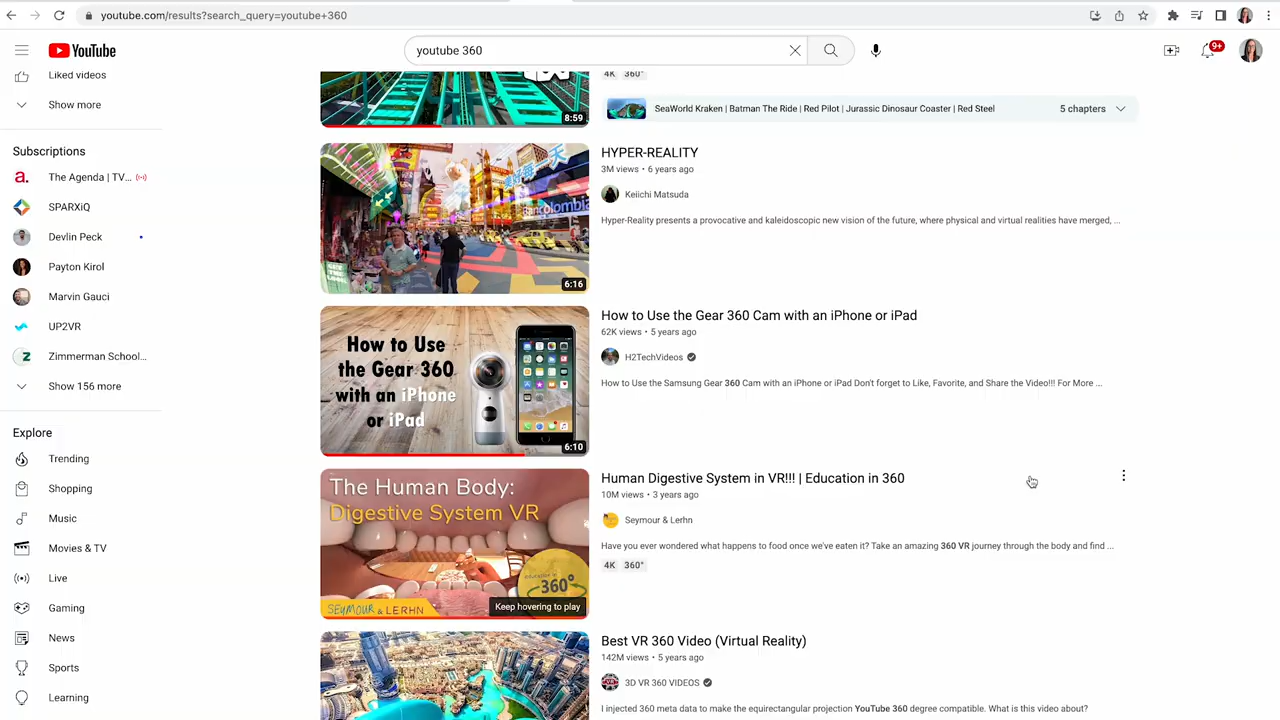 youtube.com/results?search_query=youtube+360
YouTube
youtube 360
9+
Liked videos
Show more
Subscriptions
The Agenda | TV...
SPARXiQ
Devlin Peck
Payton Kirol
Marvin Gauci
UP2VR
Zimmerman School...
Show 156 more
Explore
Trending
Shopping
Music
Movies & TV
Live
Gaming
News
Sports
Learning
8:59
4K 360°
SeaWorld Kraken | Batman The Ride | Red Pilot | Jurassic Dinosaur Coaster | Red Steel
5 chapters
美好每一天
Bancolombia
GET THE LOOK
6:16
HYPER-REALITY
3M views • 6 years ago
Keiichi Matsuda
Hyper-Reality presents a provocative and kaleidoscopic new vision of the future, where physical and virtual realities have merged, ...
How to Use
the Gear 360
with an iPhone
or iPad
6:10
How to Use the Gear 360 Cam with an iPhone or iPad
62K views • 5 years ago
H2TechVideos
How to Use the Samsung Gear 360 Cam with an iPhone or iPad Don't forget to Like, Favorite, and Share the Video!!! For More ...
The Human Body:
Digestive System VR
education in
360°
SEYMOUR & LERHN
Keep hovering to play
Human Digestive System in VR!!! | Education in 360
10M views • 3 years ago
Seymour & Lerhn
Have you ever wondered what happens to food once we've eaten it? Take an amazing 360 VR journey through the body and find ...
4K 360°
Best VR 360 Video (Virtual Reality)
142M views • 5 years ago
3D VR 360 VIDEOS
I injected 360 meta data to make the equirectangular projection YouTube 360 degree compatible. What is this video about?